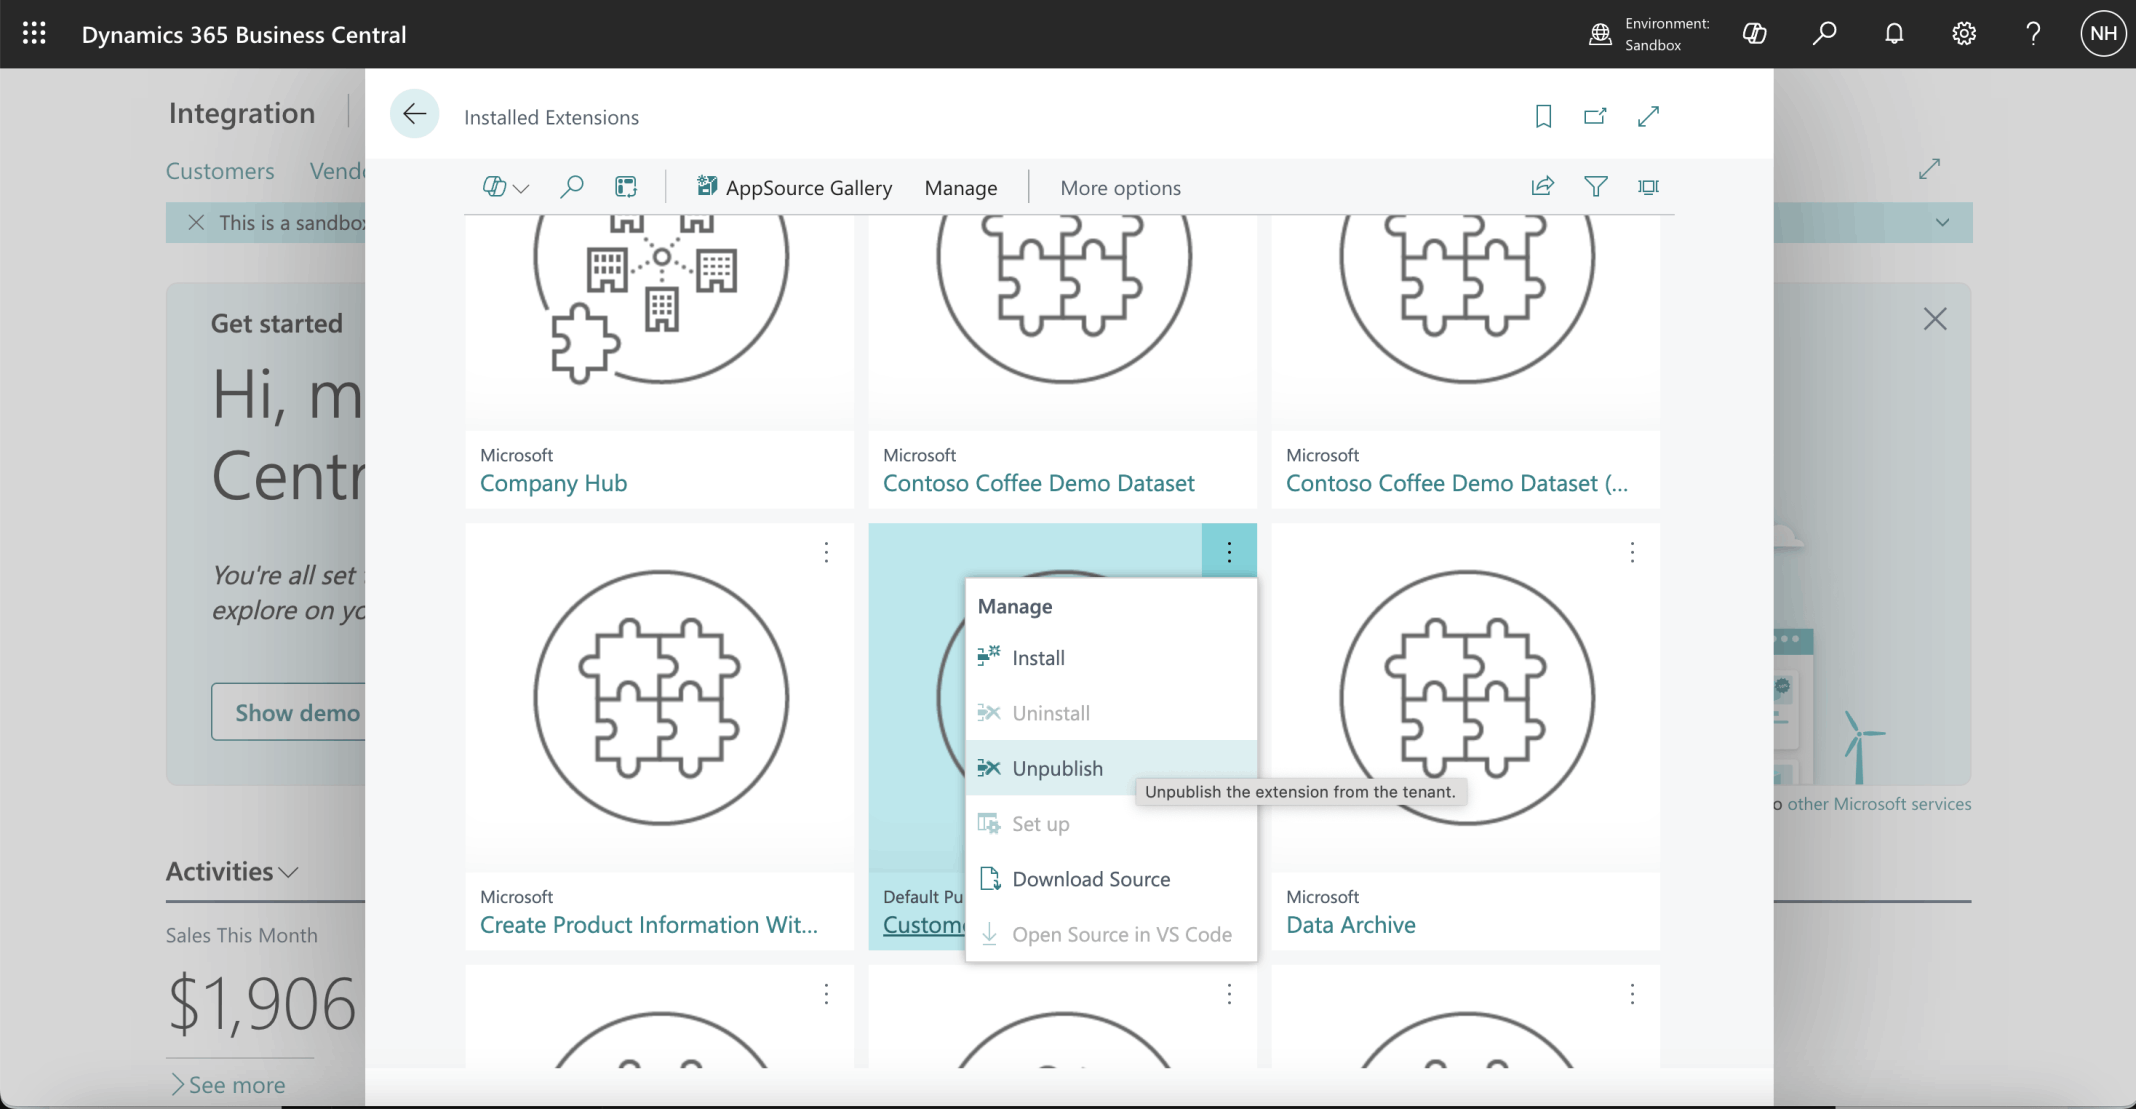 Dynamics 365 Business Central
Environment:
Sandbox
NH
Integration
Customers
This is a sandbox
Get started
Hi, m
Centr
You're all set
explore on yo
Show demo
Activities
Sales This Month
$1,906
See more
Installed Extensions
AppSource Gallery
Manage
More options
Microsoft
Company Hub
Microsoft
Contoso Coffee Demo Dataset
Microsoft
Contoso Coffee Demo Dataset (...
Microsoft
Create Product Information Wit...
Default Pu
Custome
Manage
Install
Uninstall
Unpublish
Unpublish the extension from the tenant.
Set up
Download Source
Open Source in VS Code
Microsoft
Data Archive
o other Microsoft services